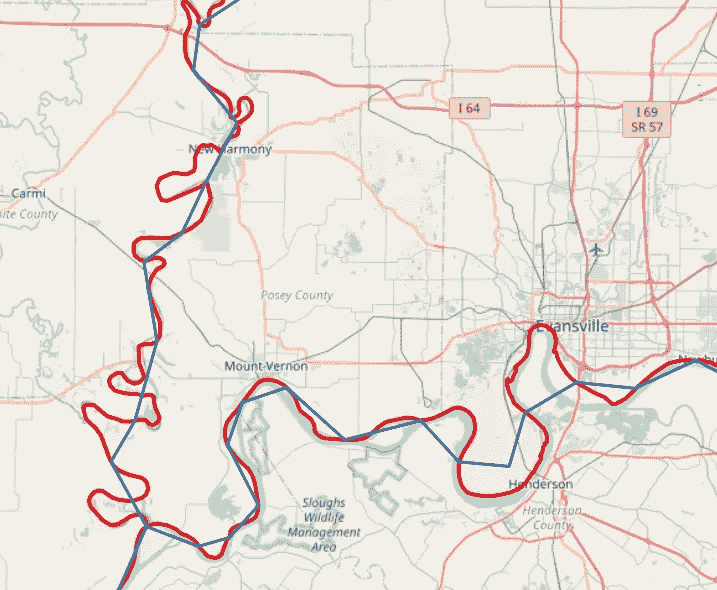 I 64
I 69
SR 57
New Harmony
Carmi
White County
Posey County
Evansville
Mount-Vernon
Henderson
Henderson
County
Sloughs
Wildlife
Management
Area